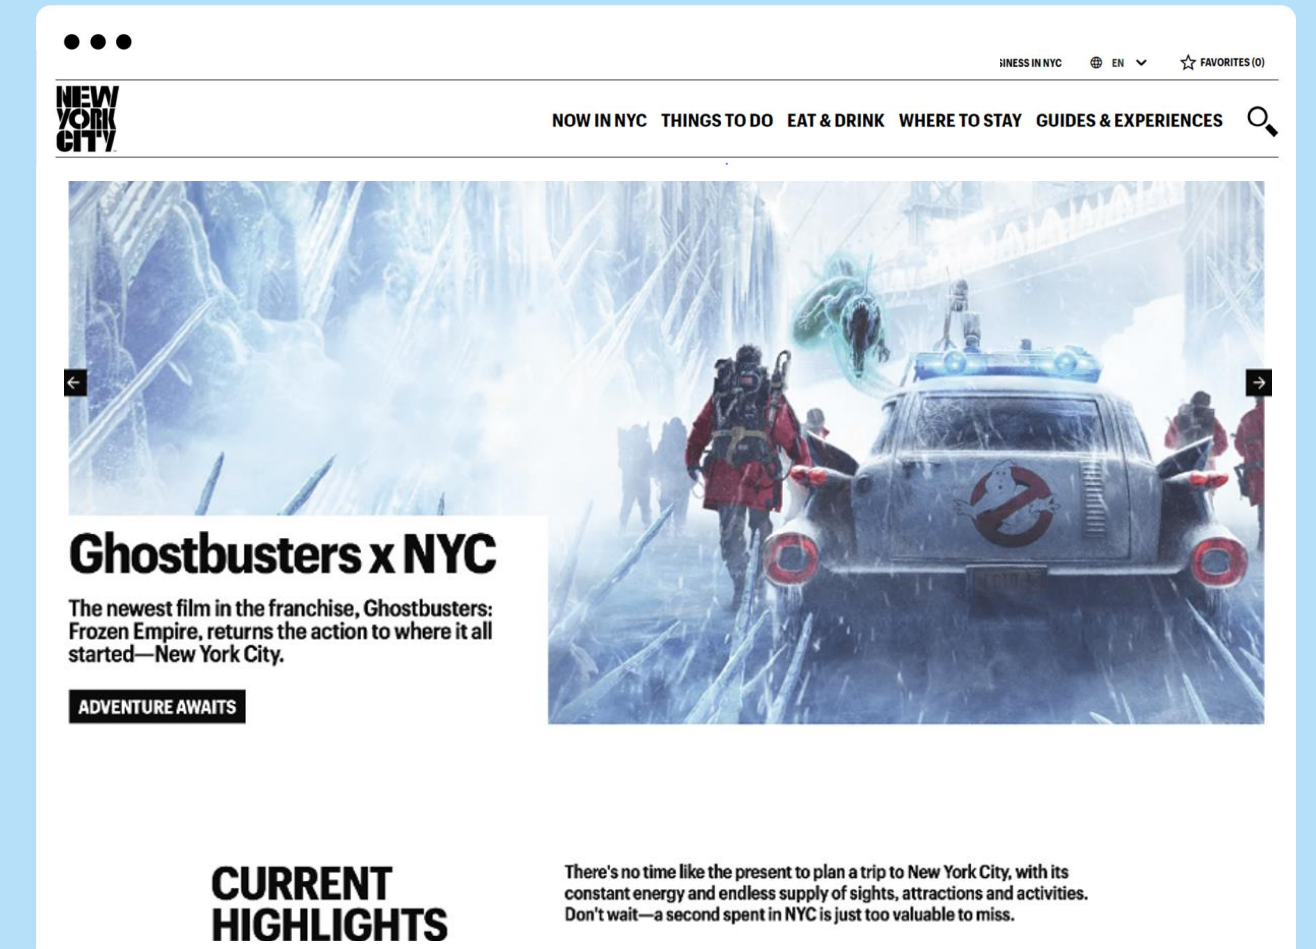 SINESS IN NYC EN FAVORITES (0)
NEW
YORK
CITY
NOW IN NYC THINGS TO DO EAT & DRINK WHERE TO STAY GUIDES & EXPERIENCES
Ghostbusters x NYC
The newest film in the franchise, Ghostbusters:
Frozen Empire, returns the action to where it all
started—New York City.
ADVENTURE AWAITS
CURRENT
HIGHLIGHTS
There's no time like the present to plan a trip to New York City, with its
constant energy and endless supply of sights, attractions and activities.
Don't wait—a second spent in NYC is just too valuable to miss.